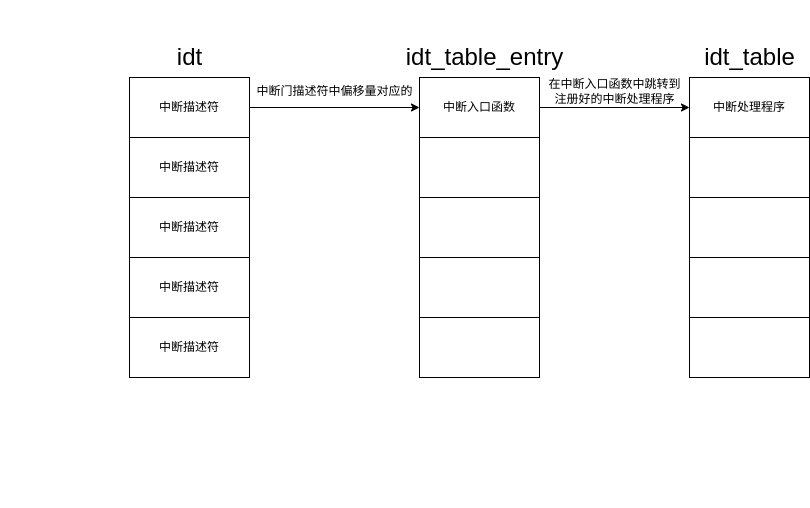 idt
idt_table_entry
idt_table
中断描述符
中断门描述符中偏移量对应的
中断入口函数
在中断入口函数中跳转到
注册好的中断处理程序
中断处理程序
中断描述符
中断描述符
中断描述符
中断描述符